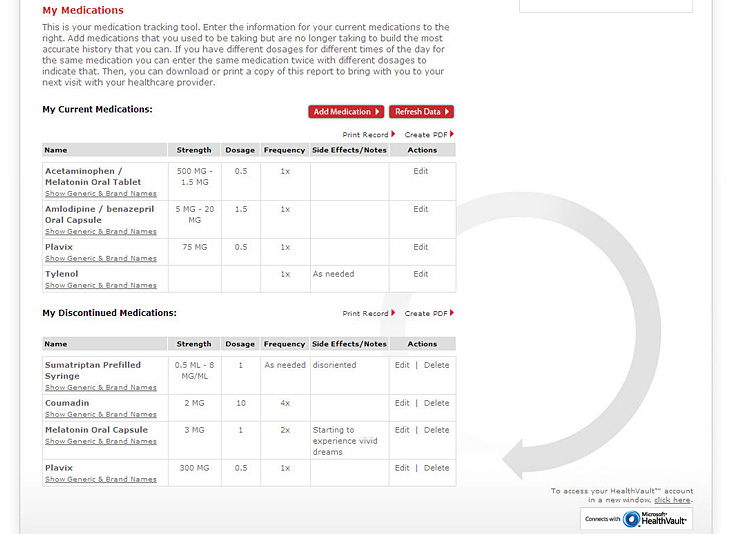 My Medications
This is your medication tracking tool. Enter the information for your current medications to the
right. Add medications that you used to be taking but are no longer taking to build the most
accurate history that you can. If you have different dosages for different times of the day for
the same medication you can enter the same medication twice with different dosages to
indicate that. Then, you can download or print a copy of this report to bring with you to your
next visit with your healthcare provider.
My Current Medications:
Add Medication Refresh Data
Print Record Create PDF
Name Strength Dosage Frequency Side Effects/Notes Actions
Acetaminophen / 500 MG - 0.5 1x Edit
Melatonin Oral Tablet 1.5 MG
Show Generic & Brand Names
Amlodipine / benazepril 5 MG - 20 1.5 1x Edit
Oral Capsule MG
Show Generic & Brand Names
Plavix 75 MG 0.5 1x Edit
Show Generic & Brand Names
Tylenol 1x As needed Edit
Show Generic & Brand Names
My Discontinued Medications:
Print Record Create PDF
Name Strength Dosage Frequency Side Effects/Notes Actions
Sumatriptan Prefilled 0.5 ML - 8 1 As needed disoriented Edit | Delete
Syringe MG/ML
Show Generic & Brand Names
Coumadin 2 MG 10 4x Edit | Delete
Show Generic & Brand Names
Melatonin Oral Capsule 3 MG 1 2x Starting to Edit | Delete
Show Generic & Brand Names experience vivid
dreams
Plavix 300 MG 0.5 1x Edit | Delete
Show Generic & Brand Names
To access your HealthVault™ account
in a new window, click here.
Connects with Microsoft® HealthVault™